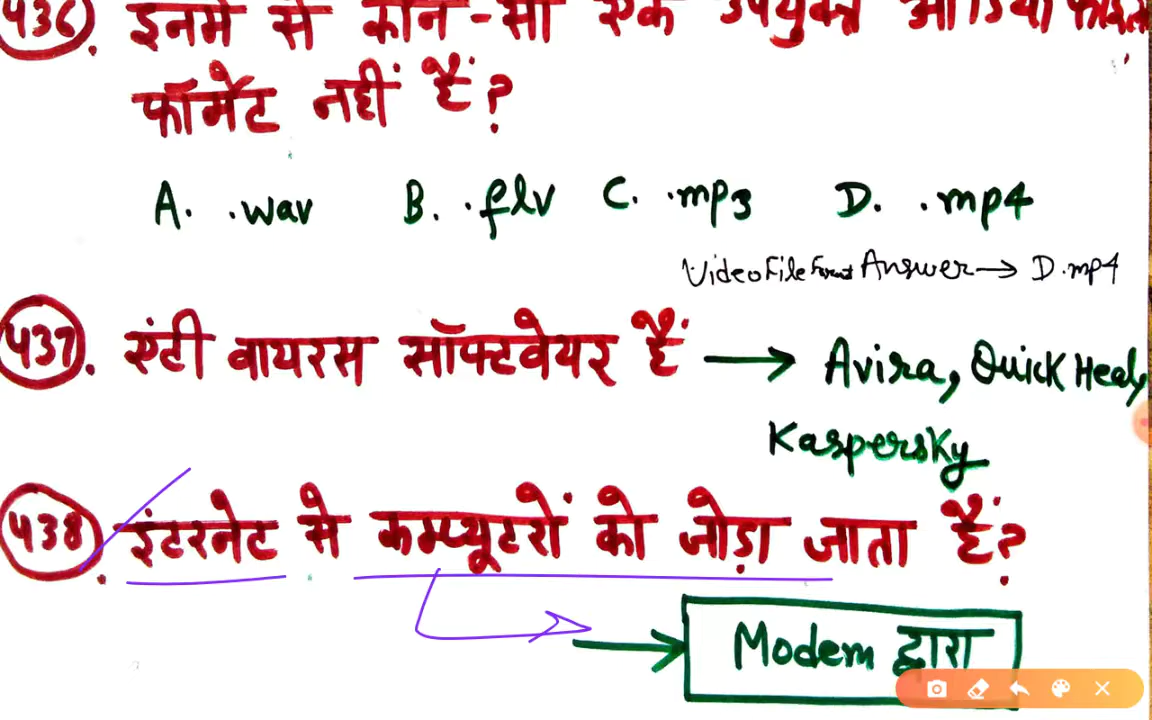 436. इनमें से कौन-सा एक उपयुक्त ऑडियो फाइल
फॉर्मेट नहीं हैं?
A. .wav B. .flv C. .mp3 D. .mp4
Video File Format Answer → D .mp4
437. एंटी वायरस सॉफ्टवेयर हैं → Avira, Quick Heal,
Kaspersky
438. इंटरनेट से कम्प्यूटरों को जोड़ा जाता हैं?
→ Modem द्वारा